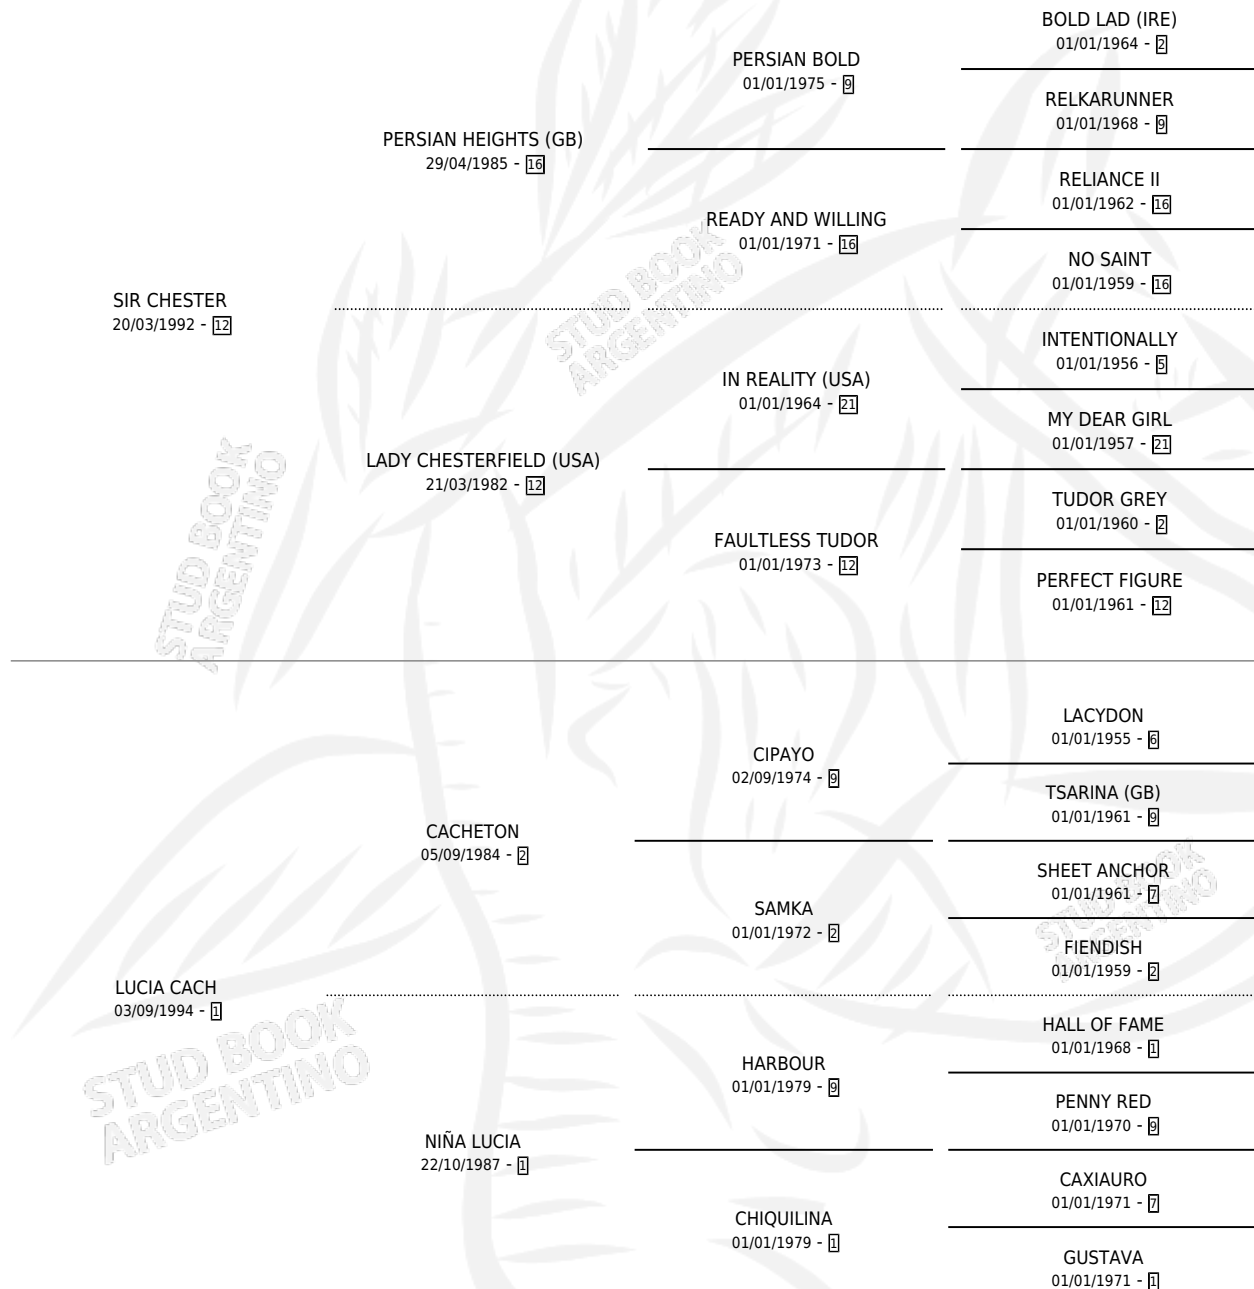 BOLD LAD (IRE)
01/01/1964 - 2
PERSIAN BOLD
01/01/1975 - 9
RELKARUNNER
01/01/1968 - 9
PERSIAN HEIGHTS (GB)
29/04/1985 - 16
RELIANCE II
01/01/1962 - 16
READY AND WILLING
01/01/1971 - 16
NO SAINT
01/01/1959 - 16
SIR CHESTER
20/03/1992 - 12
INTENTIONALLY
01/01/1956 - 5
IN REALITY (USA)
01/01/1964 - 21
MY DEAR GIRL
01/01/1957 - 21
LADY CHESTERFIELD (USA)
21/03/1982 - 12
TUDOR GREY
01/01/1960 - 2
FAULTLESS TUDOR
01/01/1973 - 12
PERFECT FIGURE
01/01/1961 - 12
LACYDON
01/01/1955 - 6
CIPAYO
02/09/1974 - 9
TSARINA (GB)
01/01/1961 - 9
CACHETON
05/09/1984 - 2
SHEET ANCHOR
01/01/1961 - 7
SAMKA
01/01/1972 - 2
FIENDISH
01/01/1959 - 2
LUCIA CACH
03/09/1994 - 1
HALL OF FAME
01/01/1968 - 1
HARBOUR
01/01/1979 - 9
PENNY RED
01/01/1970 - 9
NIÑA LUCIA
22/10/1987 - 1
CAXIAURO
01/01/1971 - 7
CHIQUILINA
01/01/1979 - 1
GUSTAVA
01/01/1971 - 1
STUD BOOK
ARGENTINO
STUD BOOK
ARGENTINO
STUD BOOK
ARGENTINO
STUD BOOK
ARGENTINO